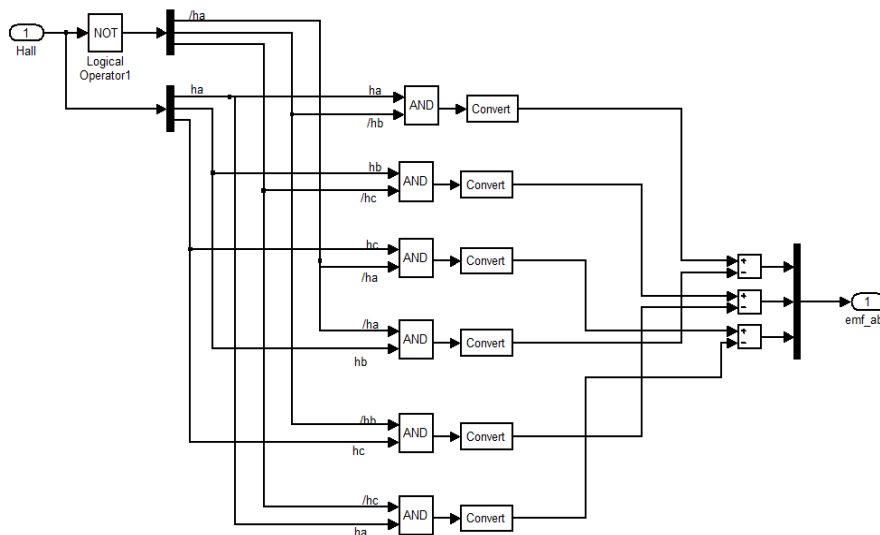 1
Hall
NOT
Logical
Operator1
/ha
ha
ha
/hb
AND
Convert
hb
/hc
AND
Convert
hc
/ha
AND
Convert
/ha
hb
AND
Convert
/hb
hc
AND
Convert
/hc
ha
AND
Convert
+
−
+
−
+
−
1
emf_ab